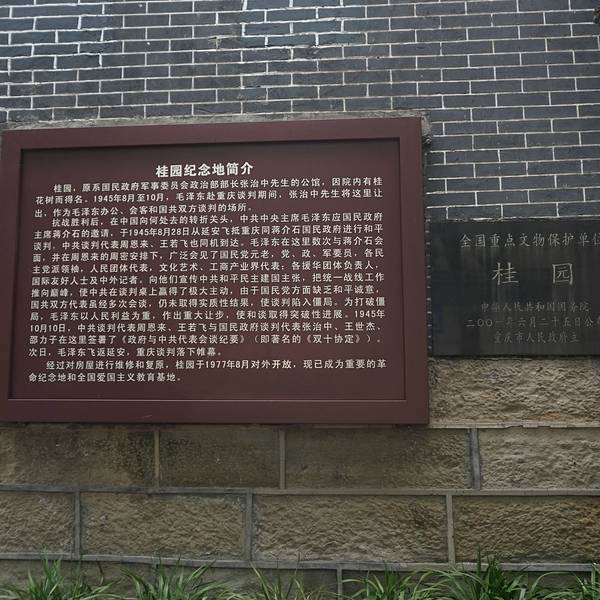 桂园纪念地简介
桂园，原系国民政府军事委员会政治部部长张治中先生的公馆，因院内有桂
花树而得名。1945年8月至10月，毛泽东赴重庆谈判期间，张治中先生将这里让
出，作为毛泽东办公、会客和国共双方谈判的场所。
抗战胜利后，在中国向何处去的转折关头，中共中央主席毛泽东应国民政府
主席蒋介石的邀请，于1945年8月28日从延安飞抵重庆同蒋介石国民政府进行和平
谈判，中共谈判代表周恩来、王若飞也同机到达。毛泽东在这里数次与蒋介石会
面，并在周恩来的周密安排下，广泛会见了国民党元老，党、政、军要员，各民
主党派领袖，人民团体代表，文化艺术、工商产业界代表，各援华团体负责人，
国际友好人士及中外记者。向他们宣传中共和平民主建国主张，把统一战线工作
推向巅峰，使中共在谈判桌上赢得了极大主动，由于国民党方面缺乏和平诚意，
国共双方代表虽经多次会谈，仍未取得实质性结果，使谈判陷入僵局。为打破僵
局，毛泽东以人民利益为重，作出重大让步，使和谈取得突破性进展。1945年
10月10日，中共谈判代表周恩来、王若飞与国民政府谈判代表张治中、王世杰、
邵力子在这里签署了《政府与中共代表会谈纪要》（即著名的《双十协定》）。
次日，毛泽东飞返延安，重庆谈判落下帷幕。
经过对房屋进行维修和复原，桂园于1977年8月对外开放，现已成为重要的革
命纪念地和全国爱国主义教育基地。
全国重点文物保护单位
桂园
中华人民共和国国务院
二〇〇一年六月二十五日公布
重庆市人民政府立